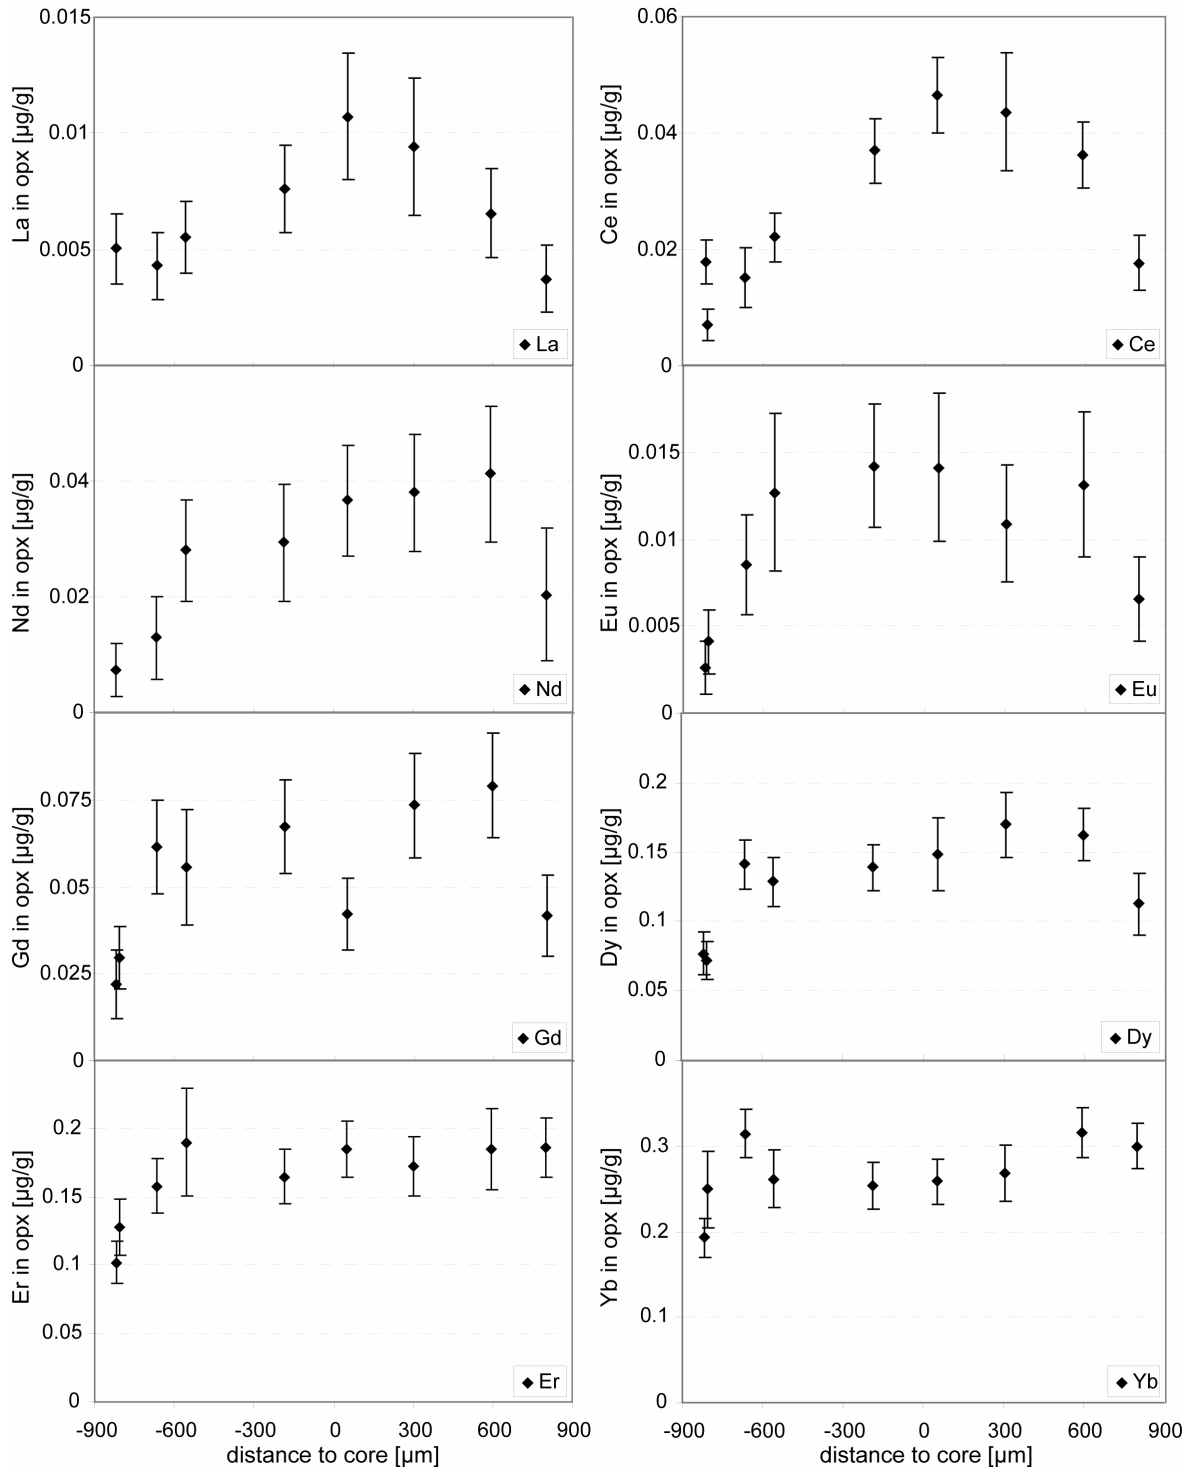 0.015
0.01
0.005
0
La in opx [µg/g]
La
0.06
0.04
0.02
0
Ce in opx [µg/g]
Ce
0.04
0.02
0
Nd in opx [µg/g]
Nd
0.015
0.01
0.005
0
Eu in opx [µg/g]
Eu
0.075
0.05
0.025
0
Gd in opx [µg/g]
Gd
0.2
0.15
0.1
0.05
0
Dy in opx [µg/g]
Dy
0.2
0.15
0.1
0.05
0
Er in opx [µg/g]
Er
-900 -600 -300 0 300 600 900
distance to core [µm]
0.3
0.2
0.1
0
Yb in opx [µg/g]
Yb
-900 -600 -300 0 300 600 900
distance to core [µm]